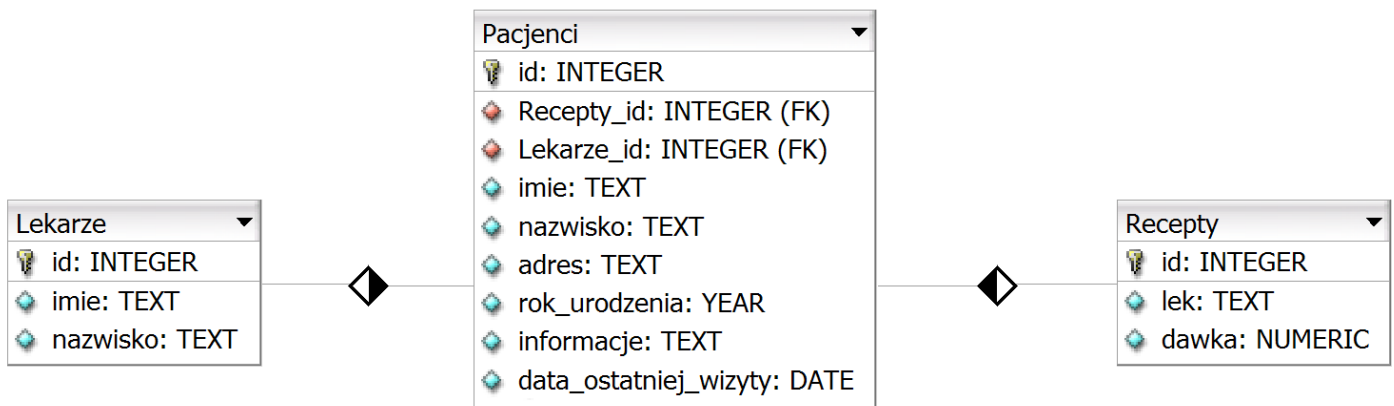 Lekarze
id: INTEGER
imie: TEXT
nazwisko: TEXT
Pacjenci
id: INTEGER
Recepty_id: INTEGER (FK)
Lekarze_id: INTEGER (FK)
imie: TEXT
nazwisko: TEXT
adres: TEXT
rok_urodzenia: YEAR
informacje: TEXT
data_ostatniej_wizyty: DATE
Recepty
id: INTEGER
lek: TEXT
dawka: NUMERIC